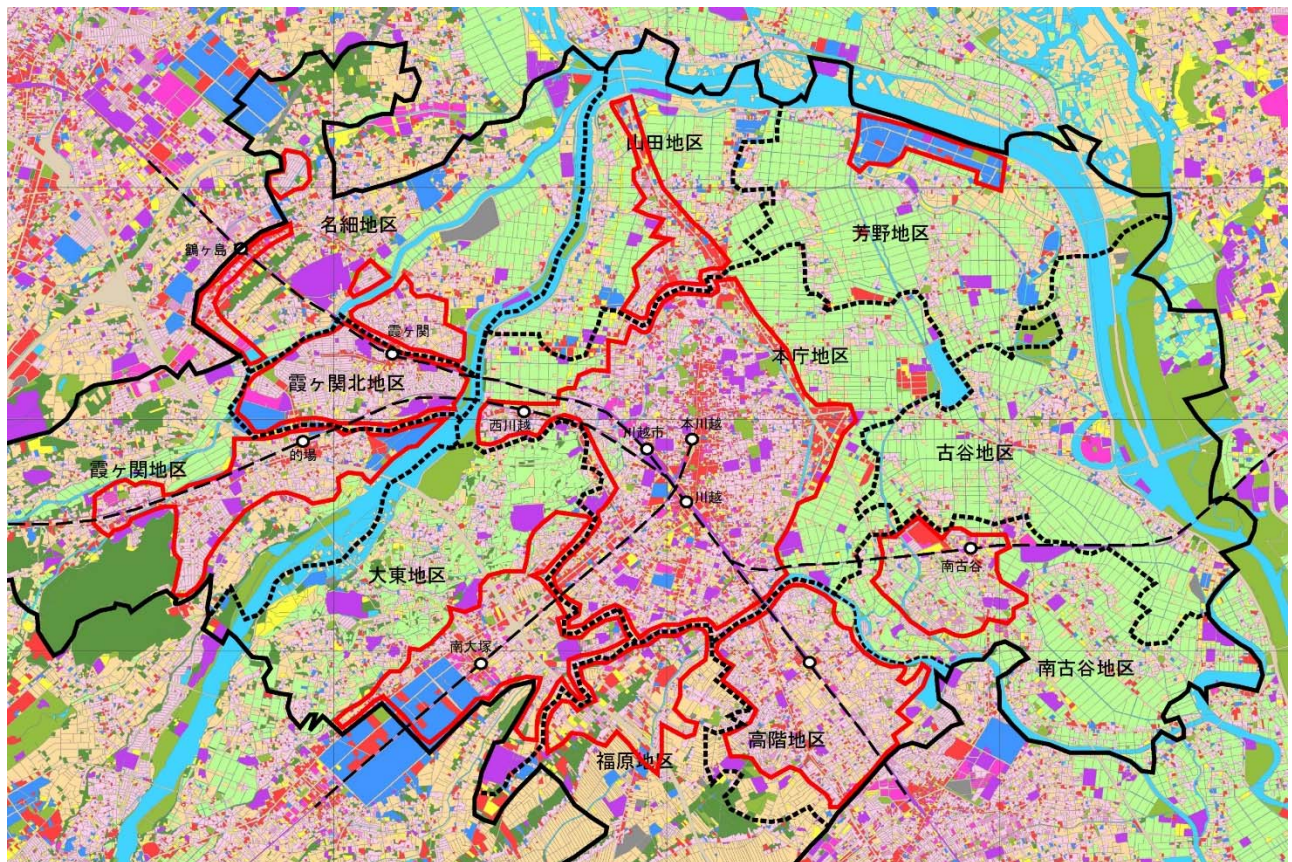 山田地区
名細地区
芳野地区
鶴ヶ島
霞ヶ関
本庁地区
霞ヶ関北地区
西川越
川越市
本川越
的場
霞ヶ関地区
古谷地区
川越
大東地区
南古谷
南大塚
南古谷地区
高階地区
福原地区